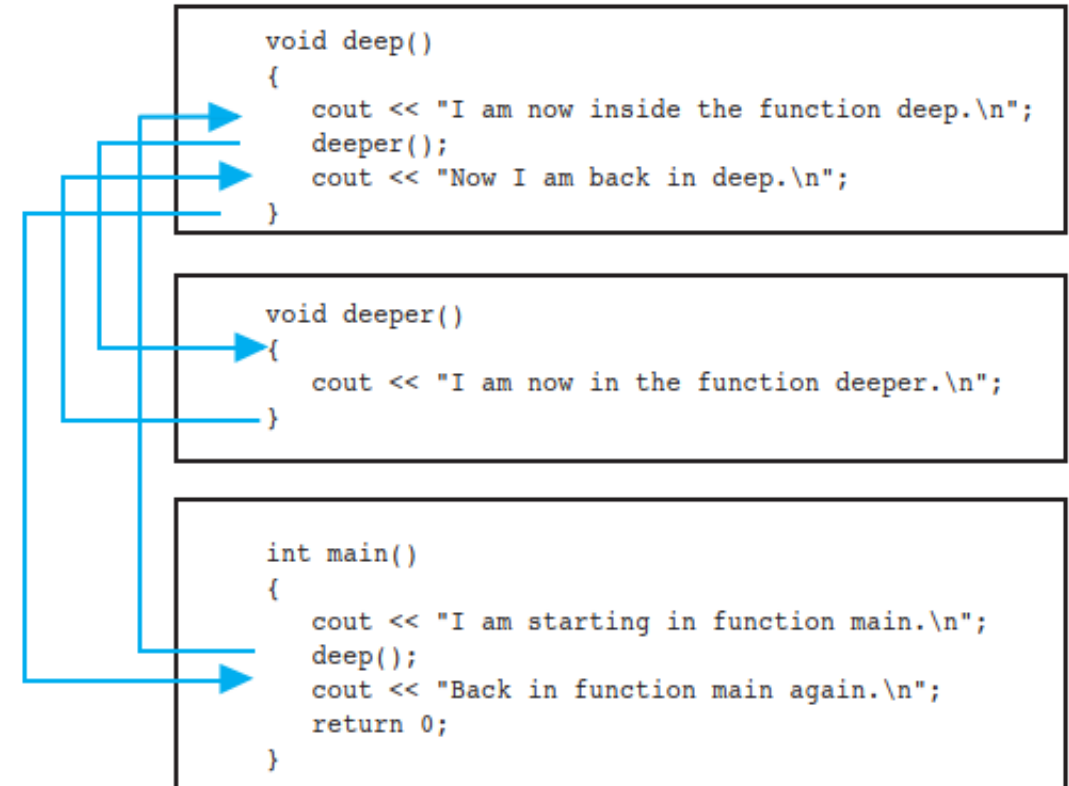 void deep()
{
cout << "I am now inside the function deep.\n";
deeper();
cout << "Now I am back in deep.\n";
}
void deeper()
{
cout << "I am now in the function deeper.\n";
}
int main()
{
cout << "I am starting in function main.\n";
deep();
cout << "Back in function main again.\n";
return 0;
}